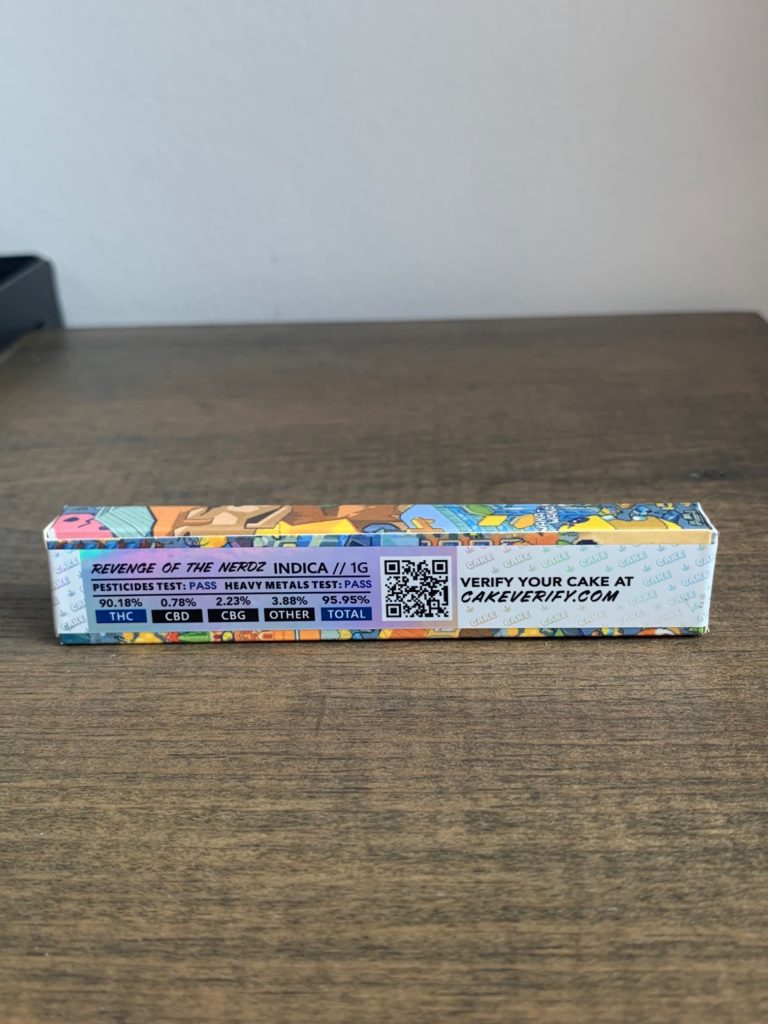 REVENGE OF THE NERDZ INDICA // 1G
PESTICIDES TEST: PASS HEAVY METALS TEST: PASS
90.18% 0.78% 2.23% 3.88% 95.95%
THC CBD CBG OTHER TOTAL
VERIFY YOUR CAKE AT
CAKEVERIFY.COM
CAKE